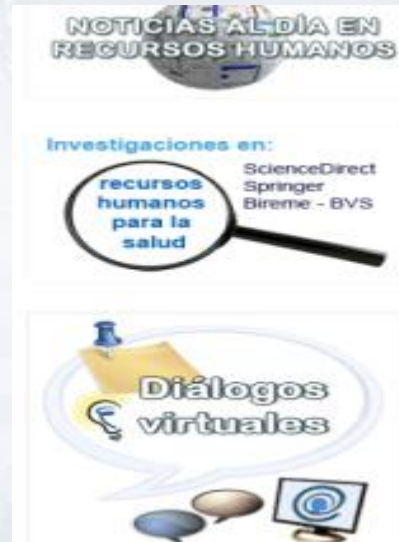 NOTICIAS AL DÍA EN
RECURSOS HUMANOS
Investigaciones en:
recursos
humanos
para la
salud
ScienceDirect
Springer
Bireme - BVS
Diálogos
virtuales
@